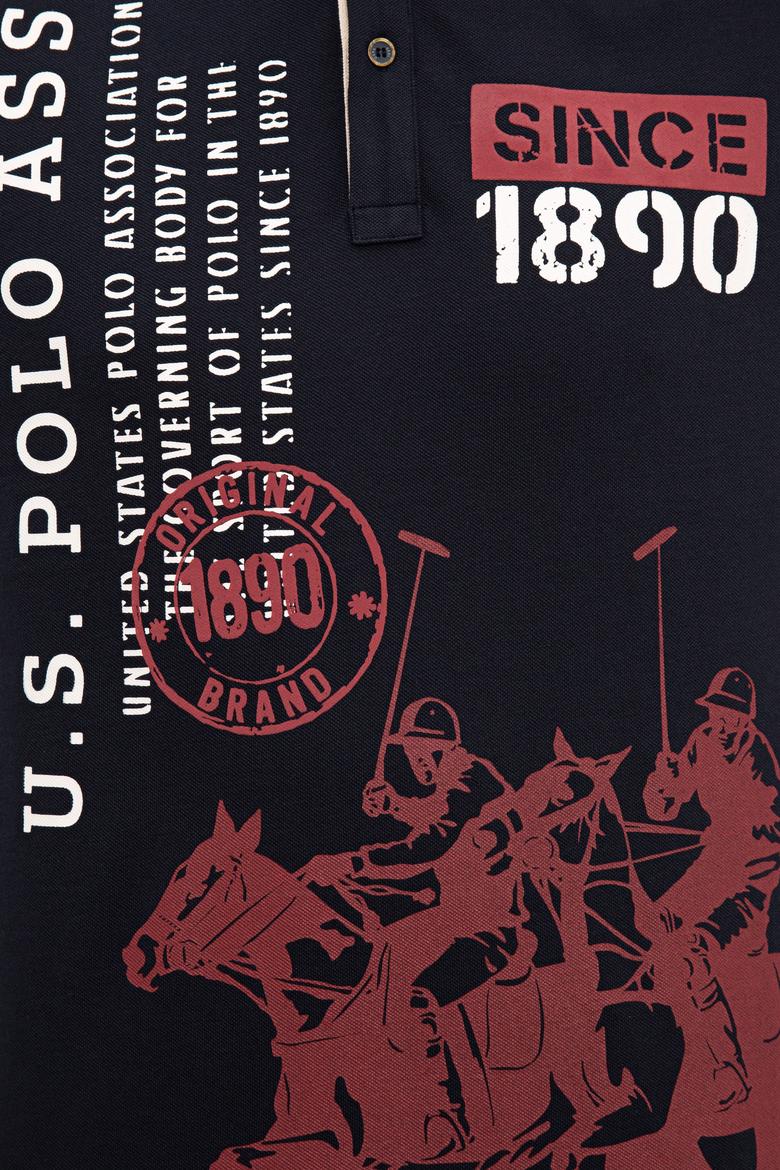 U.S. POLO ASS
UNITED STATES POLO ASSOCIATION
THE GOVERNING BODY FOR
SPORT OF POLO IN THE
UNITED STATES SINCE 1890
SINCE
1890
ORIGINAL
1890
BRAND